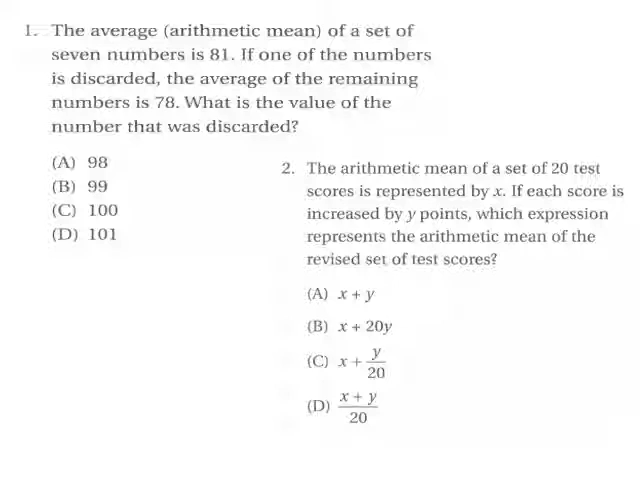 1. The average (arithmetic mean) of a set of
seven numbers is 81. If one of the numbers
is discarded, the average of the remaining
numbers is 78. What is the value of the
number that was discarded?
(A) 98
(B) 99
(C) 100
(D) 101
2. The arithmetic mean of a set of 20 test
scores is represented by x. If each score is
increased by y points, which expression
represents the arithmetic mean of the
revised set of test scores?
(A) x + y
(B) x + 20y
(C) x + y/20
(D) x + y/20